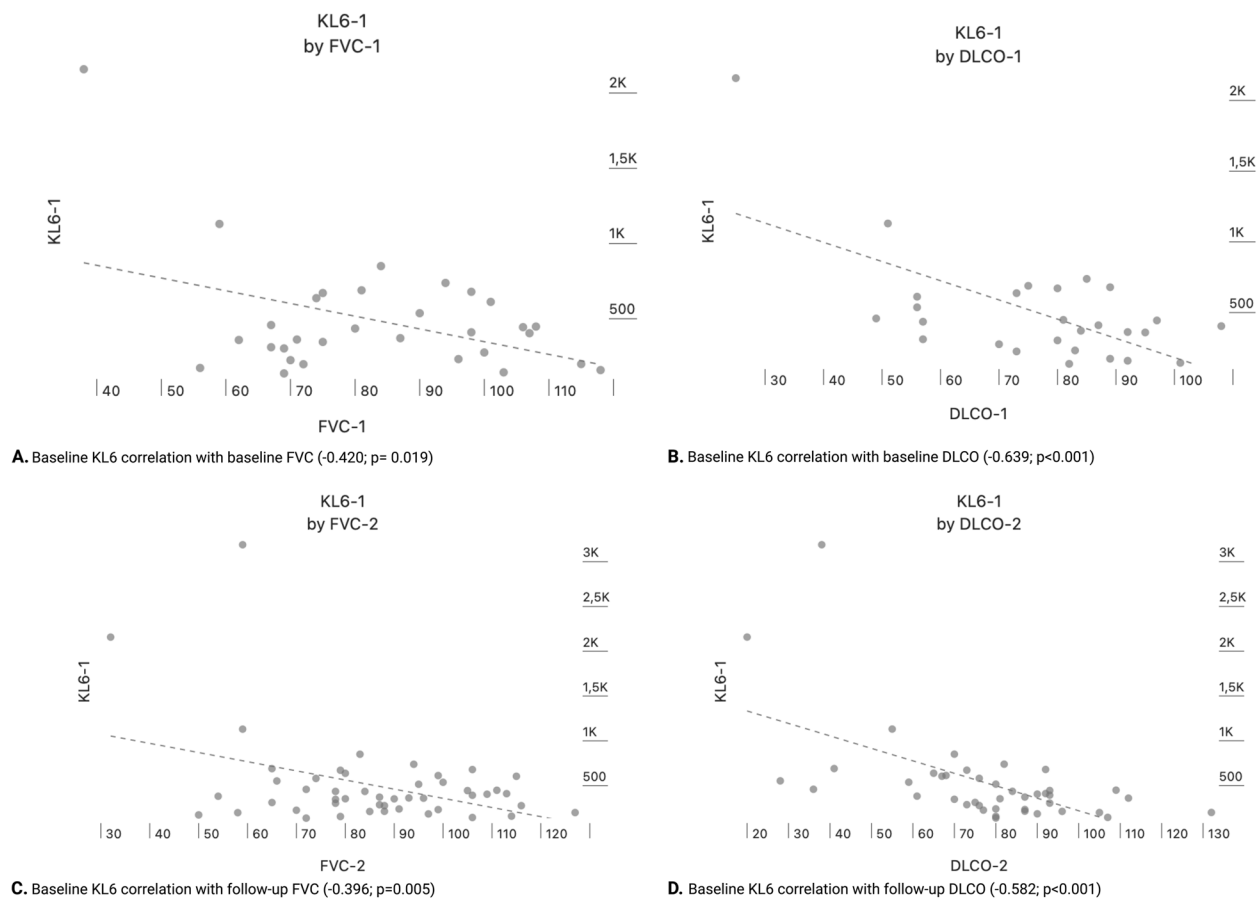 KL6-1
by FVC-1
2K
1,5K
1K
500
KL6-1
40 50 60 70 80 90 100 110
FVC-1
A. Baseline KL6 correlation with baseline FVC (-0.420; p= 0.019)
KL6-1
by DLCO-1
2K
1,5K
1K
500
KL6-1
30 40 50 60 70 80 90 100
DLCO-1
B. Baseline KL6 correlation with baseline DLCO (-0.639; p<0.001)
KL6-1
by FVC-2
3K
2,5K
2K
1,5K
1K
500
KL6-1
30 40 50 60 70 80 90 100 110 120
FVC-2
C. Baseline KL6 correlation with follow-up FVC (-0.396; p=0.005)
KL6-1
by DLCO-2
3K
2,5K
2K
1,5K
1K
500
KL6-1
20 30 40 50 60 70 80 90 100 110 120 130
DLCO-2
D. Baseline KL6 correlation with follow-up DLCO (-0.582; p<0.001)